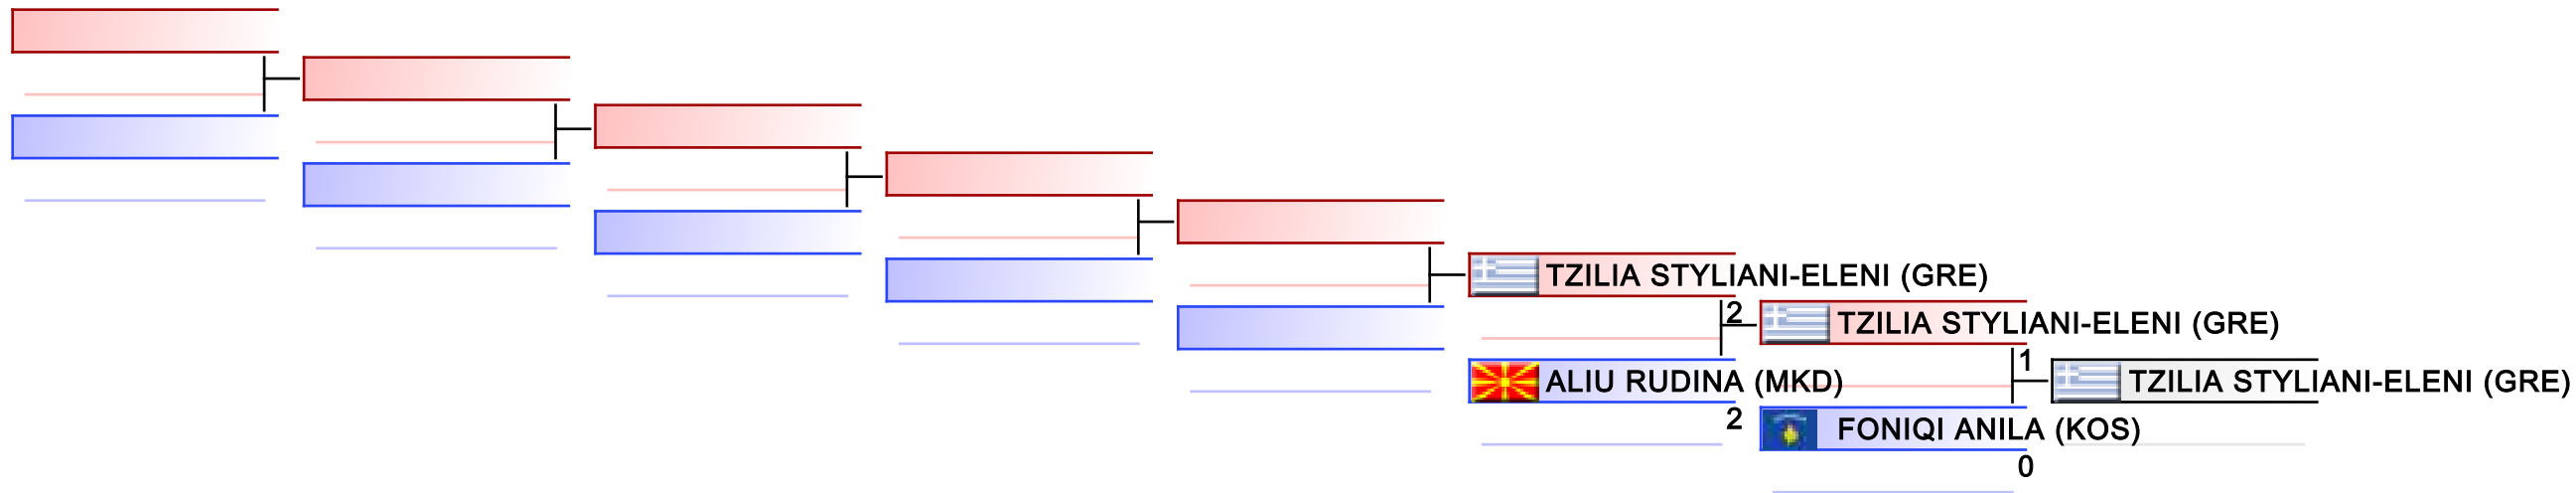 TZILIA STYLIANI-ELENI (GRE)
2
TZILIA STYLIANI-ELENI (GRE)
1
ALIU RUDINA (MKD)
TZILIA STYLIANI-ELENI (GRE)
2
FONIQI ANILA (KOS)
0